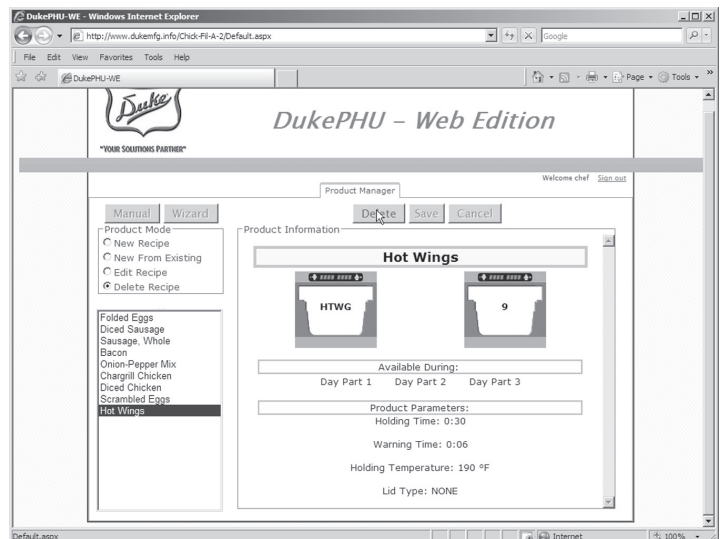 DukePHU-WE - Windows Internet Explorer
http://www.dukemfg.info/Chick-Fil-A-2/Default.aspx
Google
File Edit View Favorites Tools Help
DukePHU-WE
Page Tools
Duke
"YOUR SOLUTIONS PARTNER"
DukePHU – Web Edition
Welcome chef Sign out
Product Manager
Manual Wizard
Delete Save Cancel
Product Mode
New Recipe
New From Existing
Edit Recipe
Delete Recipe
Folded Eggs
Diced Sausage
Sausage, Whole
Bacon
Onion-Pepper Mix
Chargrill Chicken
Diced Chicken
Scrambled Eggs
Hot Wings
Product Information
Hot Wings
HTWG 9
Available During:
Day Part 1 Day Part 2 Day Part 3
Product Parameters:
Holding Time: 0:30
Warning Time: 0:06
Holding Temperature: 190 ºF
Lid Type: NONE
Default.aspx Internet 100%